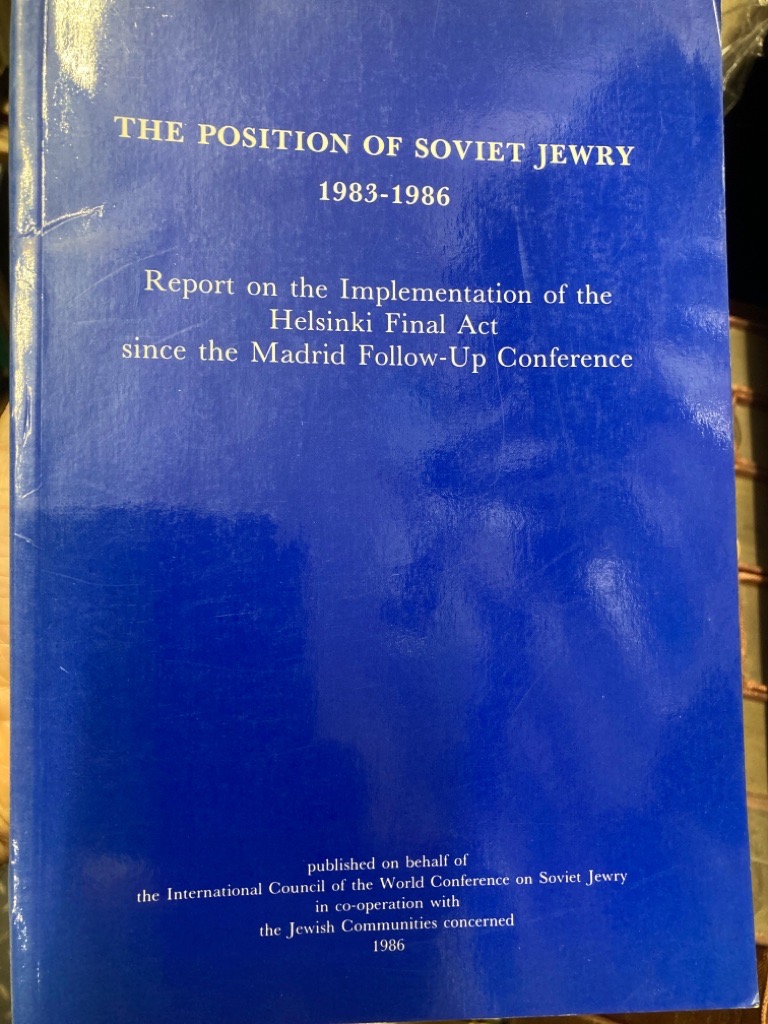 THE POSITION OF SOVIET JEWRY
1983-1986
Report on the Implementation of the
Helsinki Final Act
since the Madrid Follow-Up Conference
published on behalf of
the International Council of the World Conference on Soviet Jewry
in co-operation with
the Jewish Communities concerned
1986